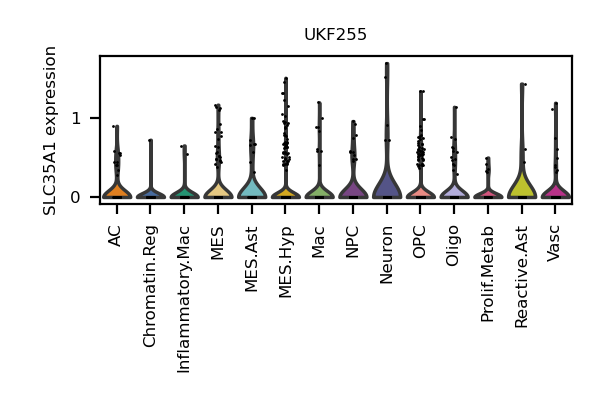 UKF255
SLC35A1 expression
1
0
AC
Chromatin.Reg
Inflammatory.Mac
MES
MES.Ast
MES.Hyp
Mac
NPC
Neuron
OPC
Oligo
Prolif.Metab
Reactive.Ast
Vasc